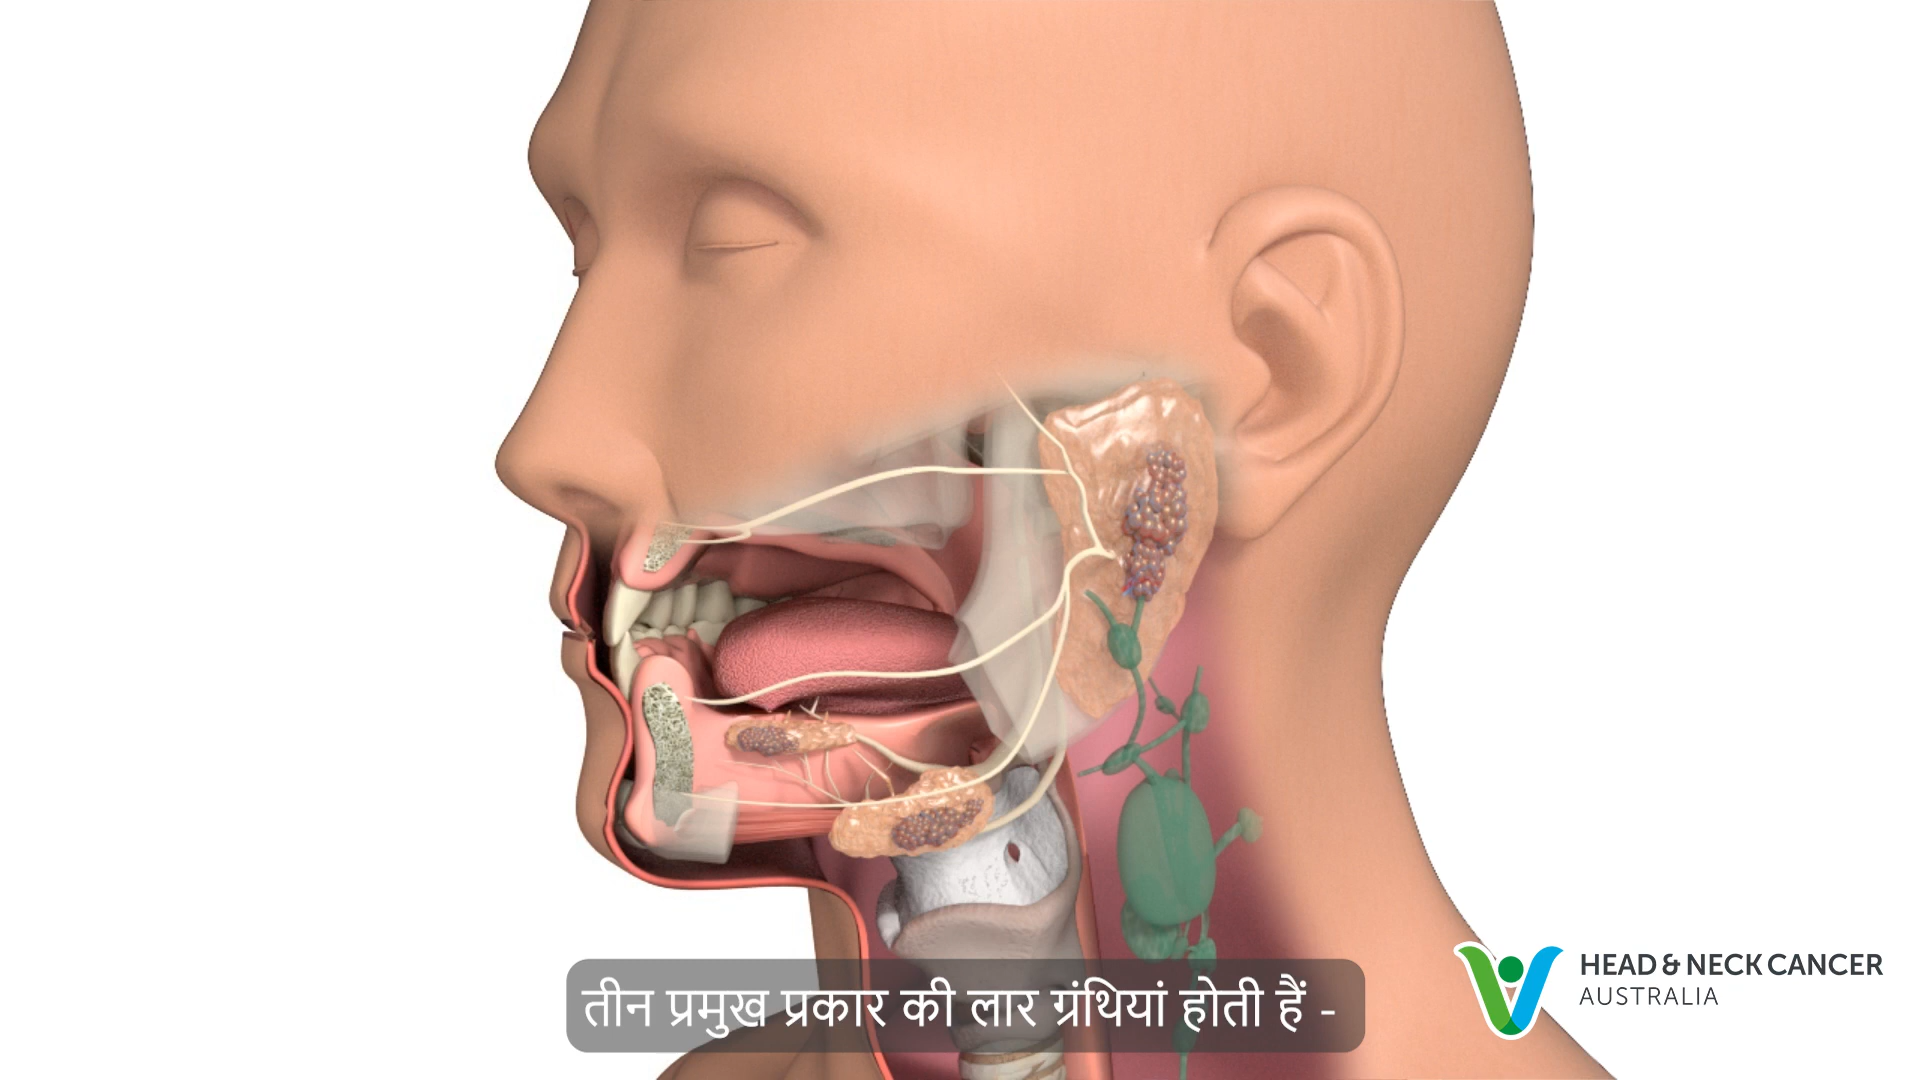 तीन प्रमुख प्रकार की लार ग्रंथियां होती हैं -
HEAD & NECK CANCER
AUSTRALIA